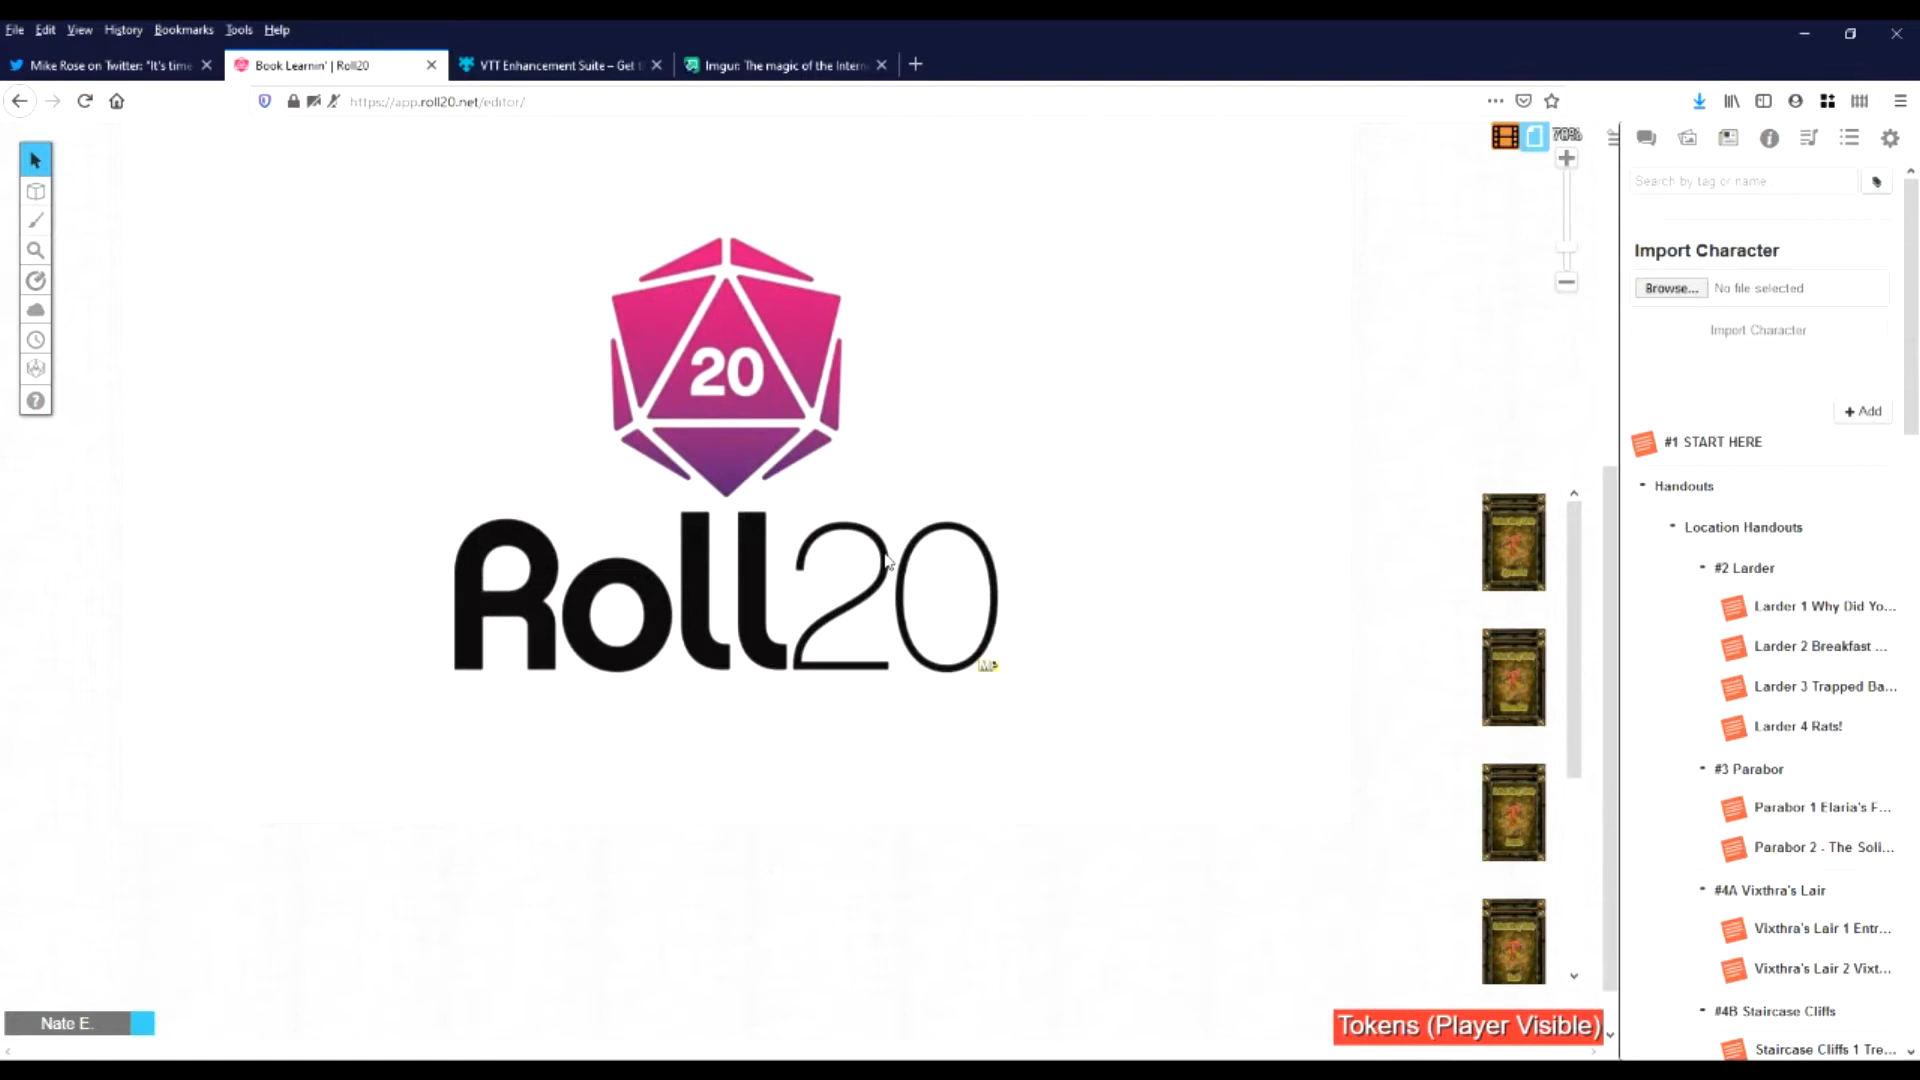 File Edit View History Bookmarks Tools Help
Mike Rose on Twitter: "It's time
Book Learnin' | Roll20
VTT Enhancement Suite – Get t
Imgur: The magic of the Intern
https://app.roll20.net/editor/
78%
Search by tag or name
Import Character
Browse... No file selected
Import Character
+ Add
#1 START HERE
Handouts
Location Handouts
#2 Larder
Larder 1 Why Did Yo...
Larder 2 Breakfast ...
Larder 3 Trapped Ba...
Larder 4 Rats!
#3 Parabor
Parabor 1 Elaria's F...
Parabor 2 - The Soli...
#4A Vixthra's Lair
Vixthra's Lair 1 Entr...
Vixthra's Lair 2 Vixt...
#4B Staircase Cliffs
Staircase Cliffs 1 Tre...
20
Roll20
MP
Nate E.
Tokens (Player Visible)